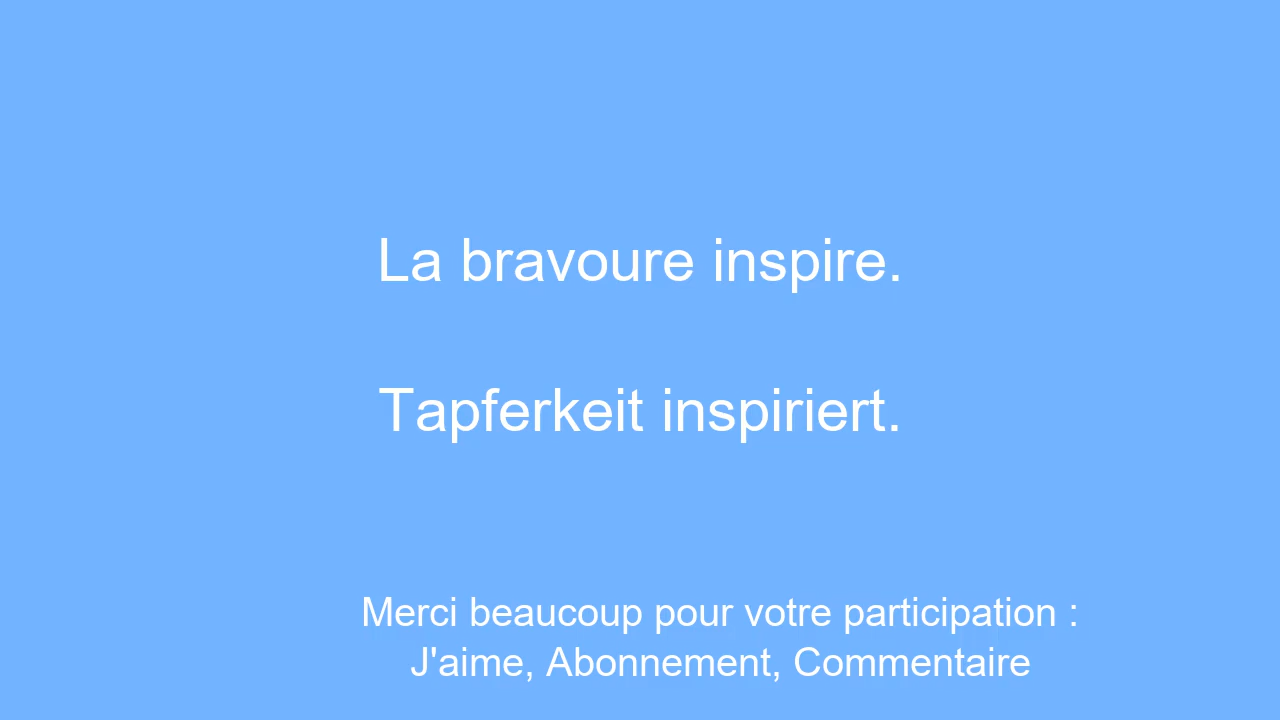 La bravoure inspire.
Tapferkeit inspiriert.
Merci beaucoup pour votre participation :
J'aime, Abonnement, Commentaire